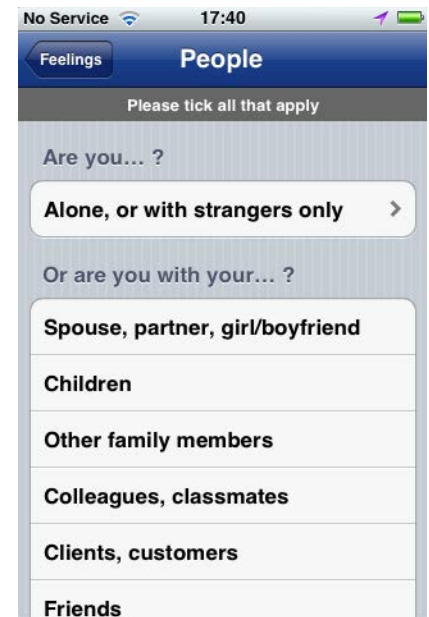 No Service 17:40
Feelings People
Please tick all that apply
Are you... ?
Alone, or with strangers only
Or are you with your... ?
Spouse, partner, girl/boyfriend
Children
Other family members
Colleagues, classmates
Clients, customers
Friends